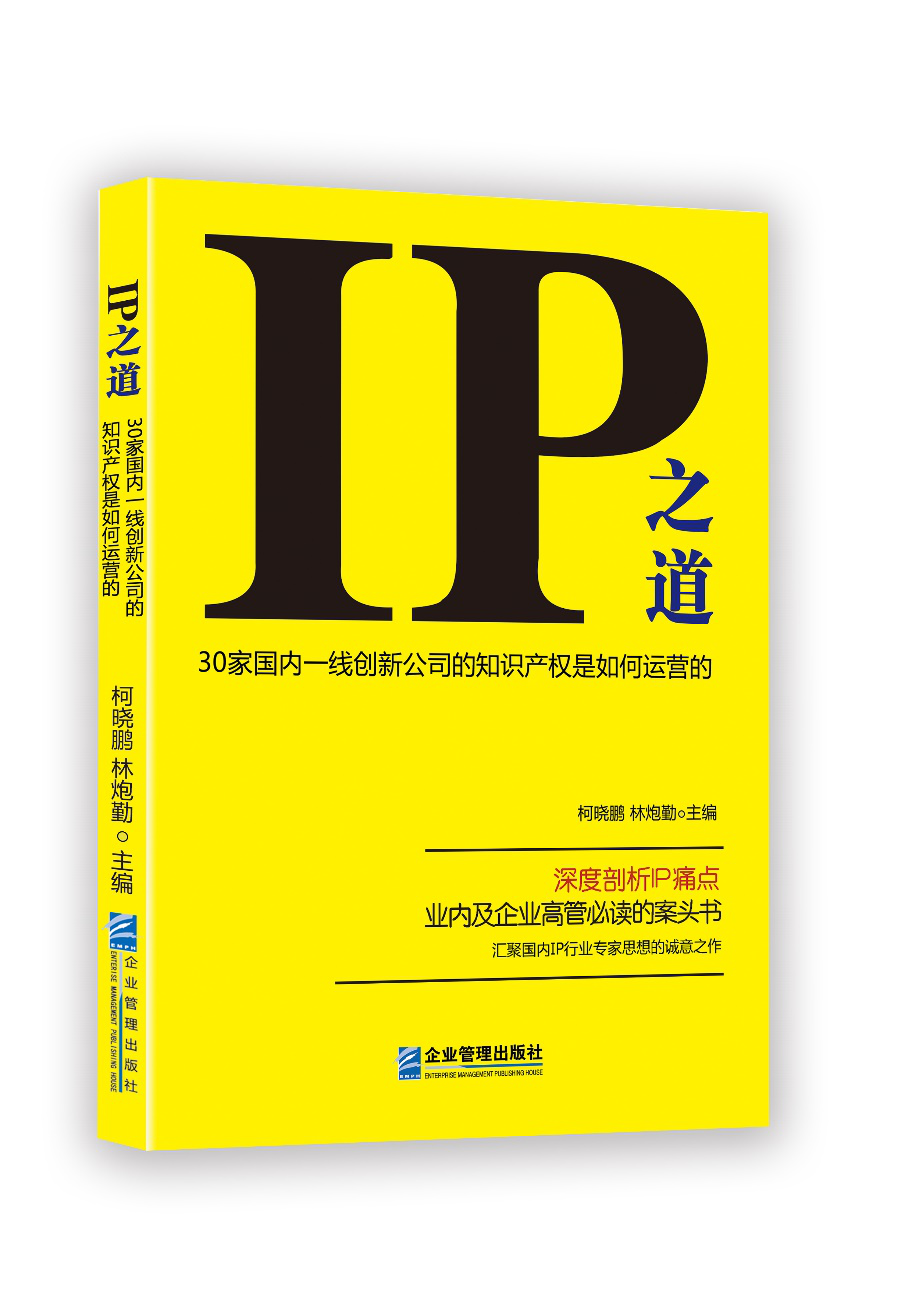 IP
之道
30家国内一线创新公司的知识产权是如何运营的
柯晓鹏 林炮勤○主编
深度剖析IP痛点
业内及企业高管必读的案头书
汇聚国内IP行业专家思想的诚意之作
EMPH
企业管理出版社
ENTERPRISE MANAGEMENT PUBLISHING HOUSE
IP之道
30家国内一线创新公司的
知识产权是如何运营的
柯晓鹏 林炮勤○主编
EMPH
企业管理出版社
ENTERISE MANAGEMENT PUBLISHING HOUSE